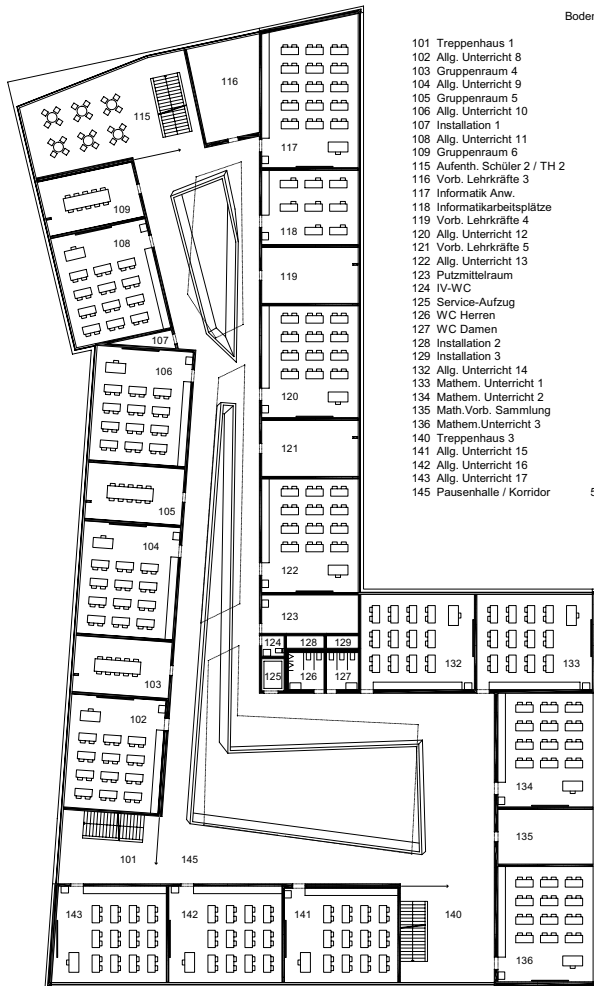 Boden
101 Treppenhaus 1
102 Allg. Unterricht 8
103 Gruppenraum 4
104 Allg. Unterricht 9
105 Gruppenraum 5
106 Allg. Unterricht 10
107 Installation 1
108 Allg. Unterricht 11
109 Gruppenraum 6
115 Aufenth. Schüler 2 / TH 2
116 Vorb. Lehrkräfte 3
117 Informatik Anw.
118 Informatikarbeitsplätze
119 Vorb. Lehrkräfte 4
120 Allg. Unterricht 12
121 Vorb. Lehrkräfte 5
122 Allg. Unterricht 13
123 Putzmittelraum
124 IV-WC
125 Service-Aufzug
126 WC Herren
127 WC Damen
128 Installation 2
129 Installation 3
132 Allg. Unterricht 14
133 Mathem. Unterricht 1
134 Mathem. Unterricht 2
135 Math.Vorb. Sammlung
136 Mathem.Unterricht 3
140 Treppenhaus 3
141 Allg. Unterricht 15
142 Allg. Unterricht 16
143 Allg. Unterricht 17
145 Pausenhalle / Korridor 5
116
115
117
109
118
108
119
107
106
120
121
105
104
122
123
124 128 129
103
125 126 127
132 133
102
134
135
101 145
143 142 141 140
136